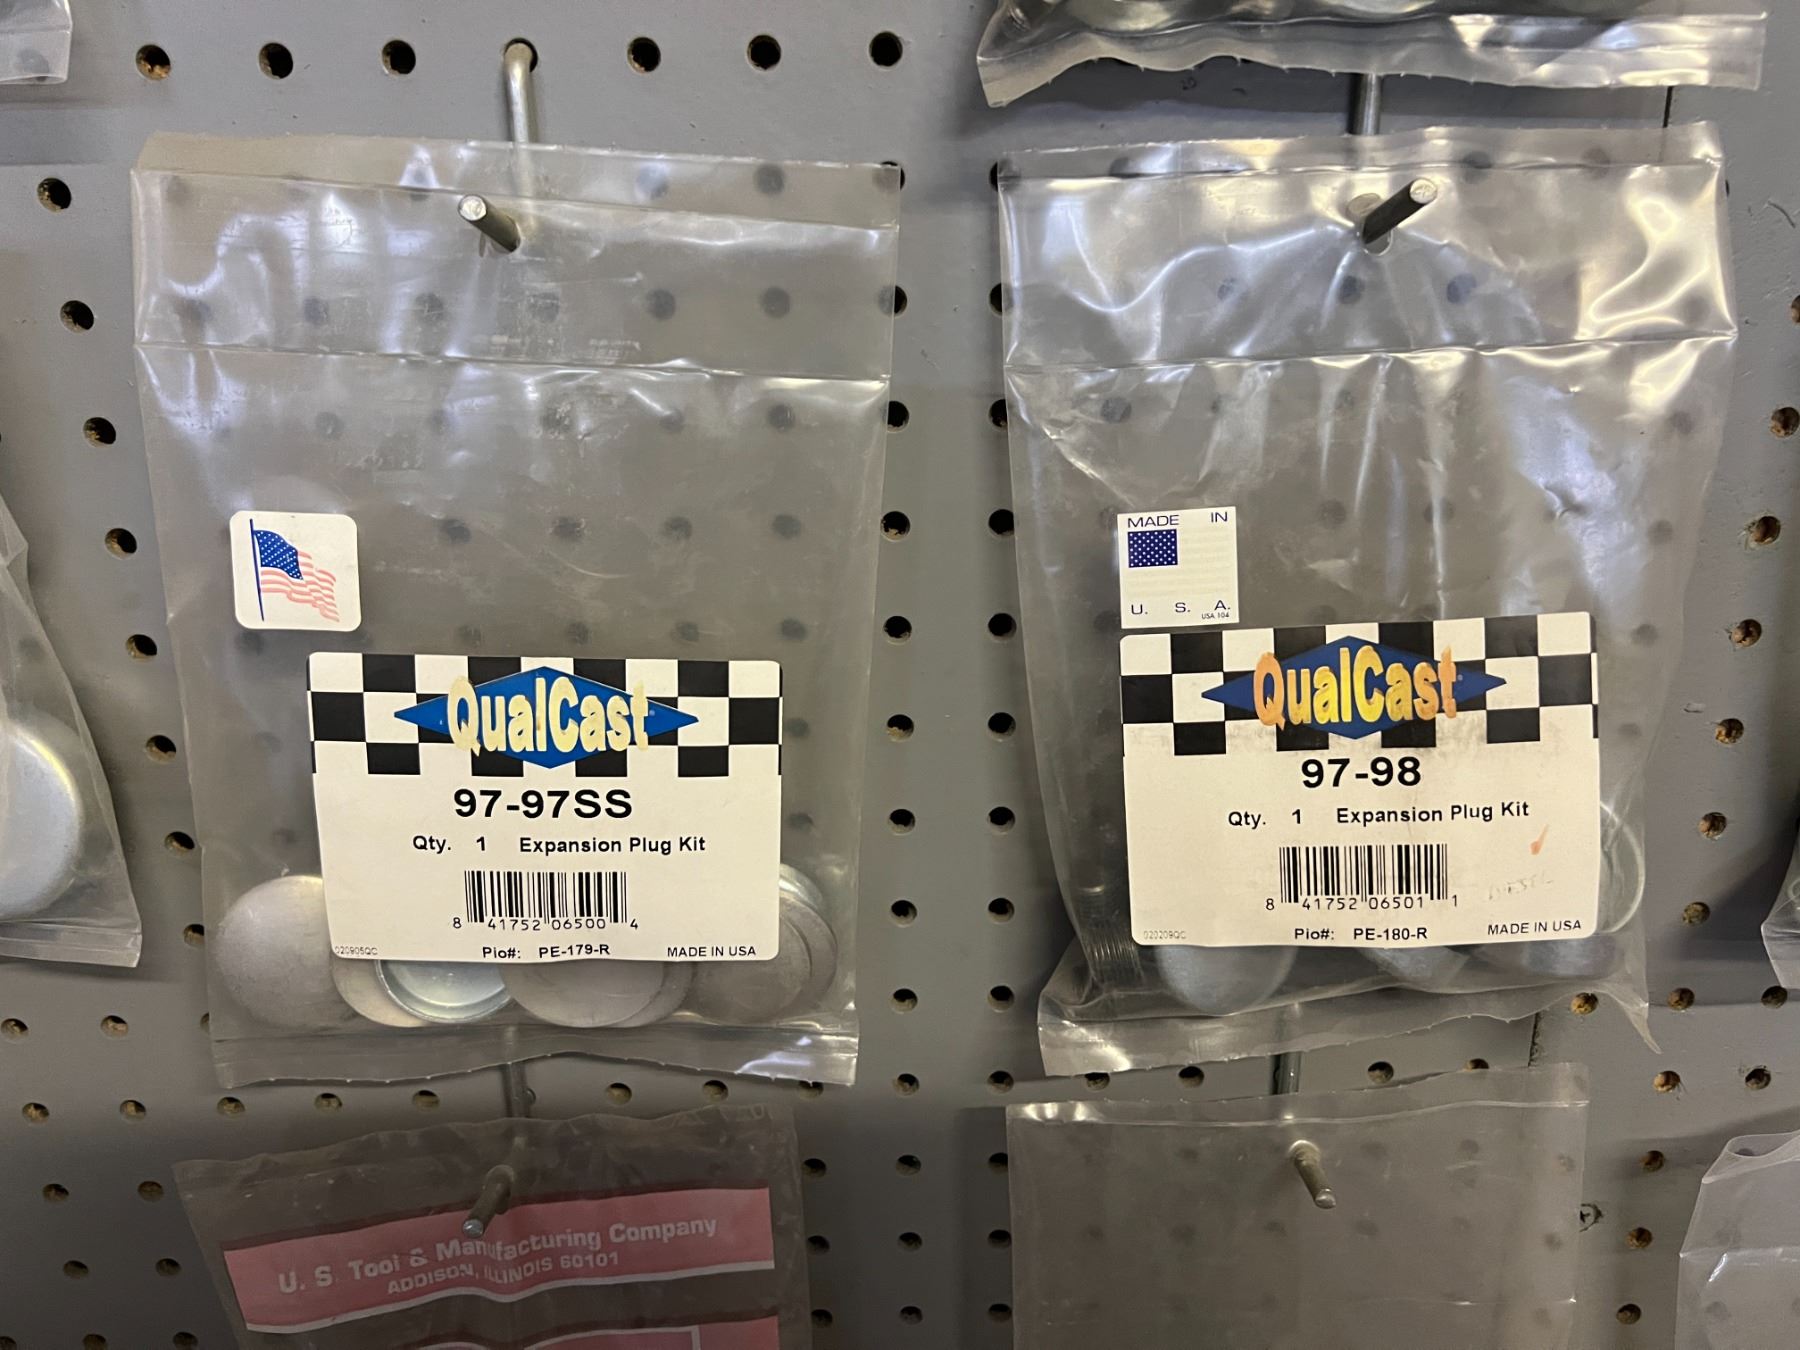 QualCast
97-97SS
Qty. 1 Expansion Plug Kit
8 41752 06500 4
020905QC Pio#: PE-179-R MADE IN USA
MADE IN
U. S. A.
USA 104
QualCast
97-98
Qty. 1 Expansion Plug Kit
8 41752 06501 1
DIESEL
020209QC Pio#: PE-180-R MADE IN USA
U. S. Tool & Manufacturing Company
ADDISON, ILLINOIS 60101